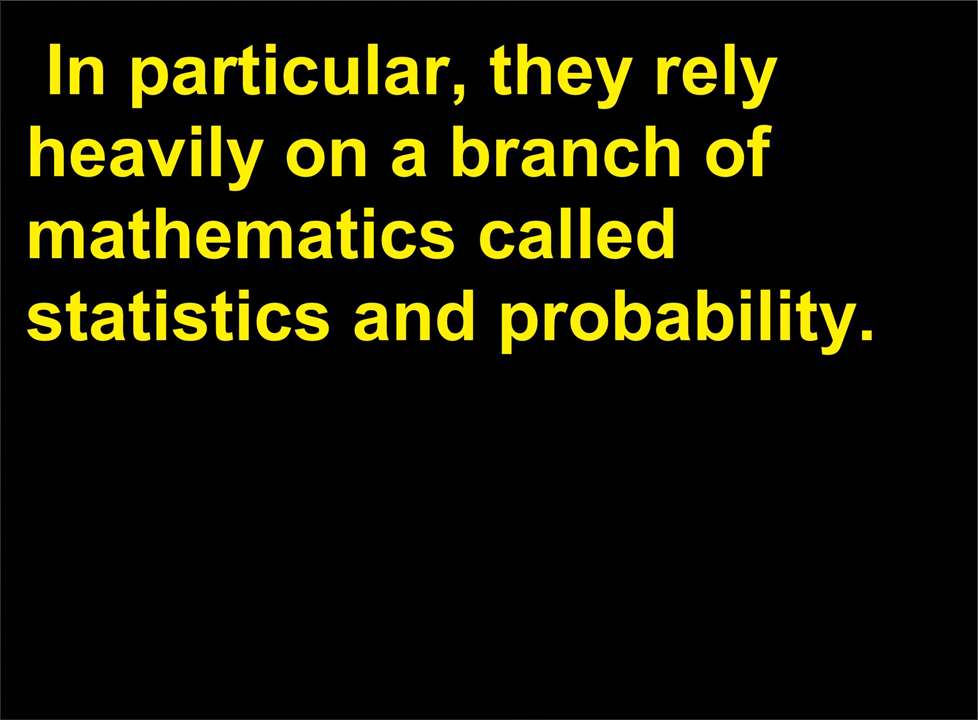 In particular, they rely
heavily on a branch of
mathematics called
statistics and probability.